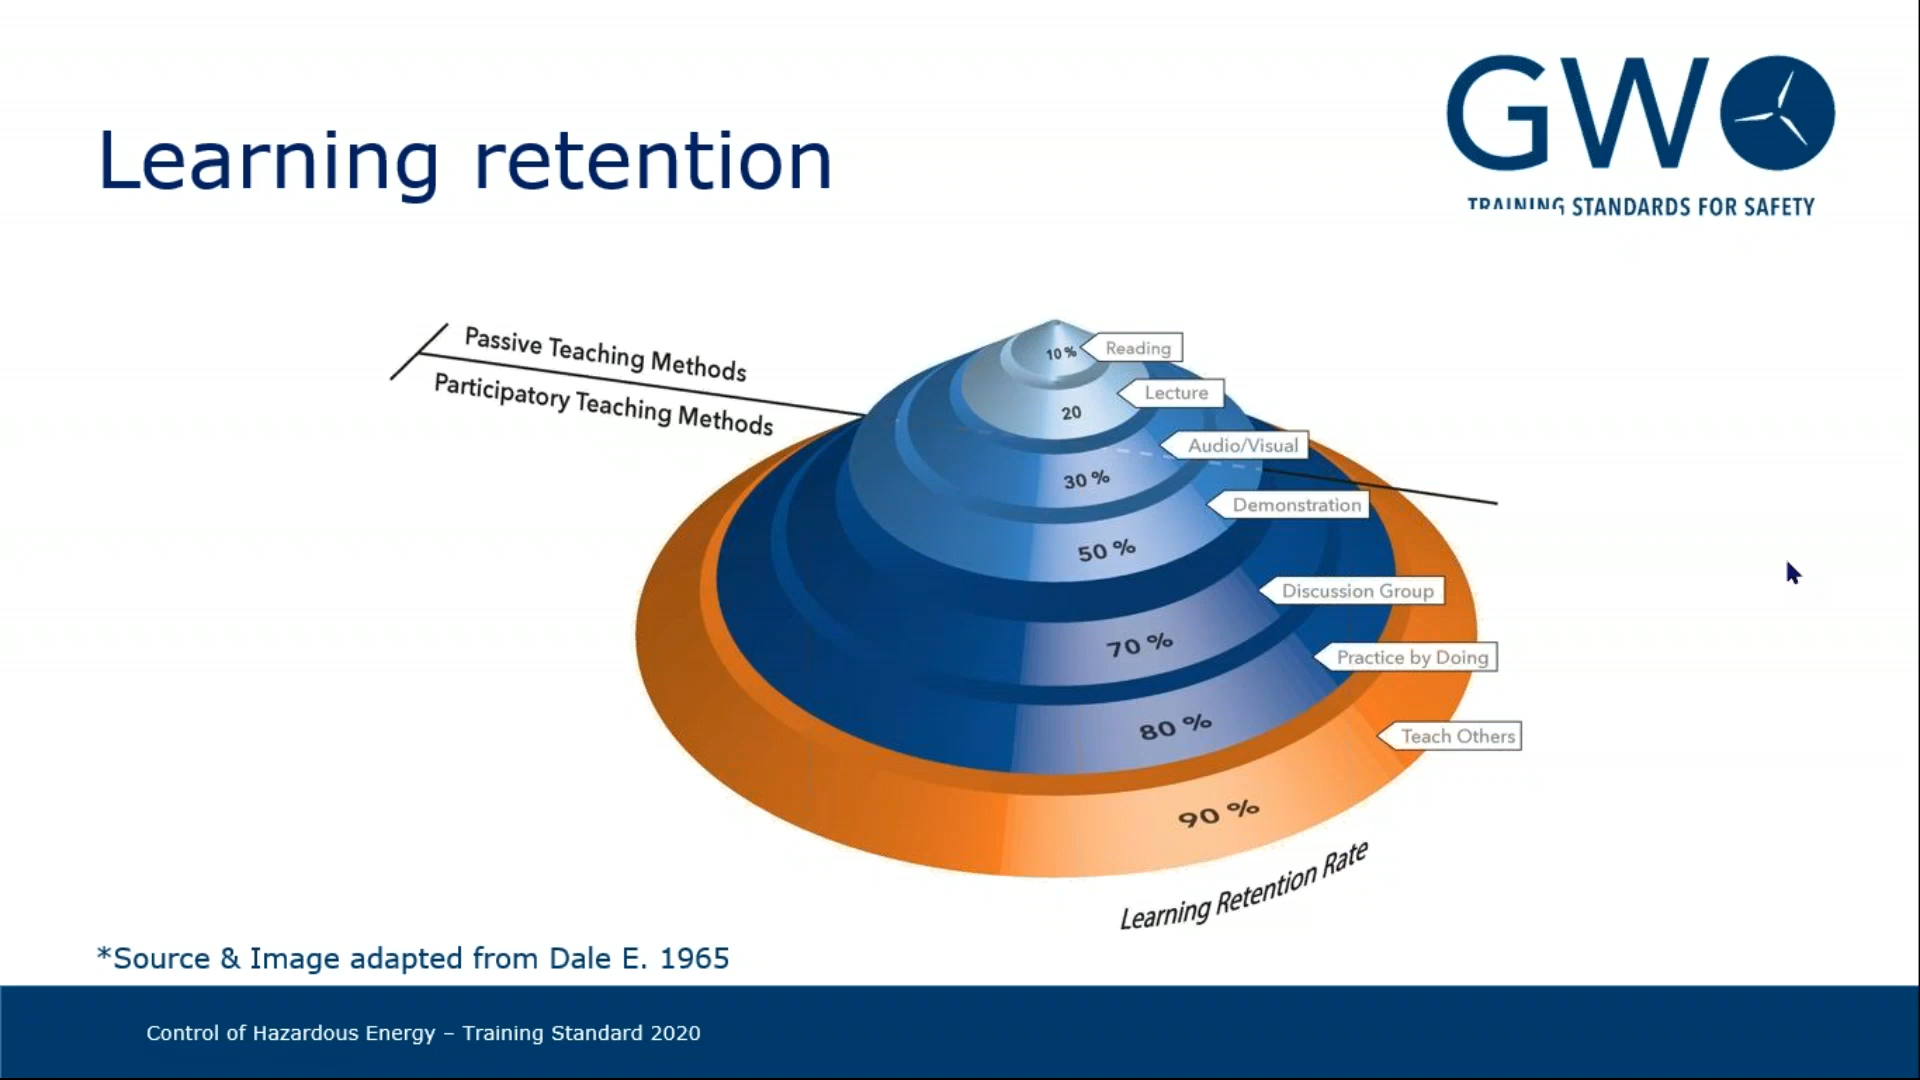 GWO
TRAINING STANDARDS FOR SAFETY
Learning retention
Passive Teaching Methods
Participatory Teaching Methods
10 %
Reading
Lecture
20
Audio/Visual
30 %
Demonstration
50 %
Discussion Group
70 %
Practice by Doing
80 %
Teach Others
90 %
Learning Retention Rate
*Source & Image adapted from Dale E. 1965
Control of Hazardous Energy – Training Standard 2020